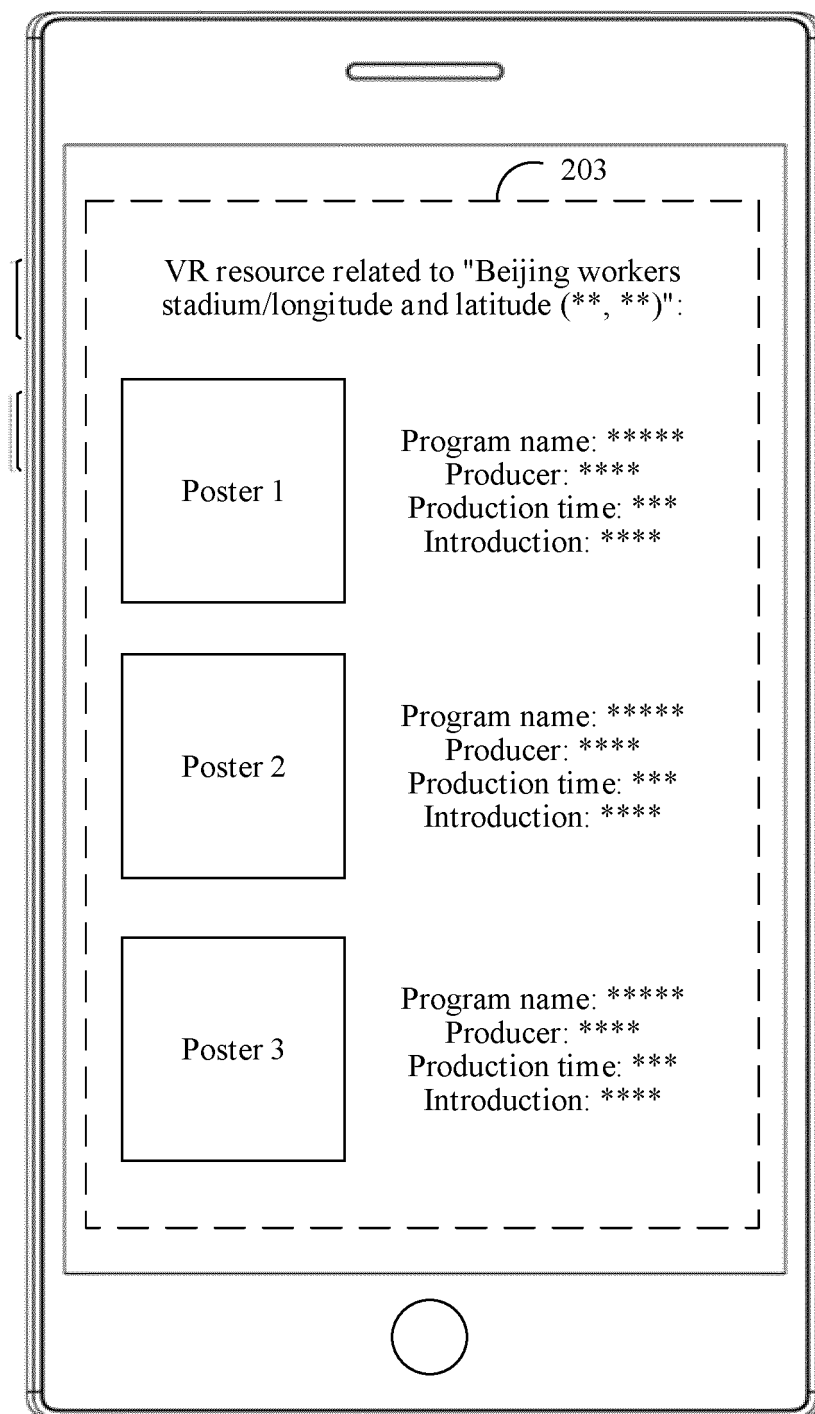 203
VR resource related to "Beijing workers
stadium/longitude and latitude (**, **)":
Poster 1
Program name: *****
Producer: ****
Production time: ***
Introduction: ****
Poster 2
Program name: *****
Producer: ****
Production time: ***
Introduction: ****
Poster 3
Program name: *****
Producer: ****
Production time: ***
Introduction: ****